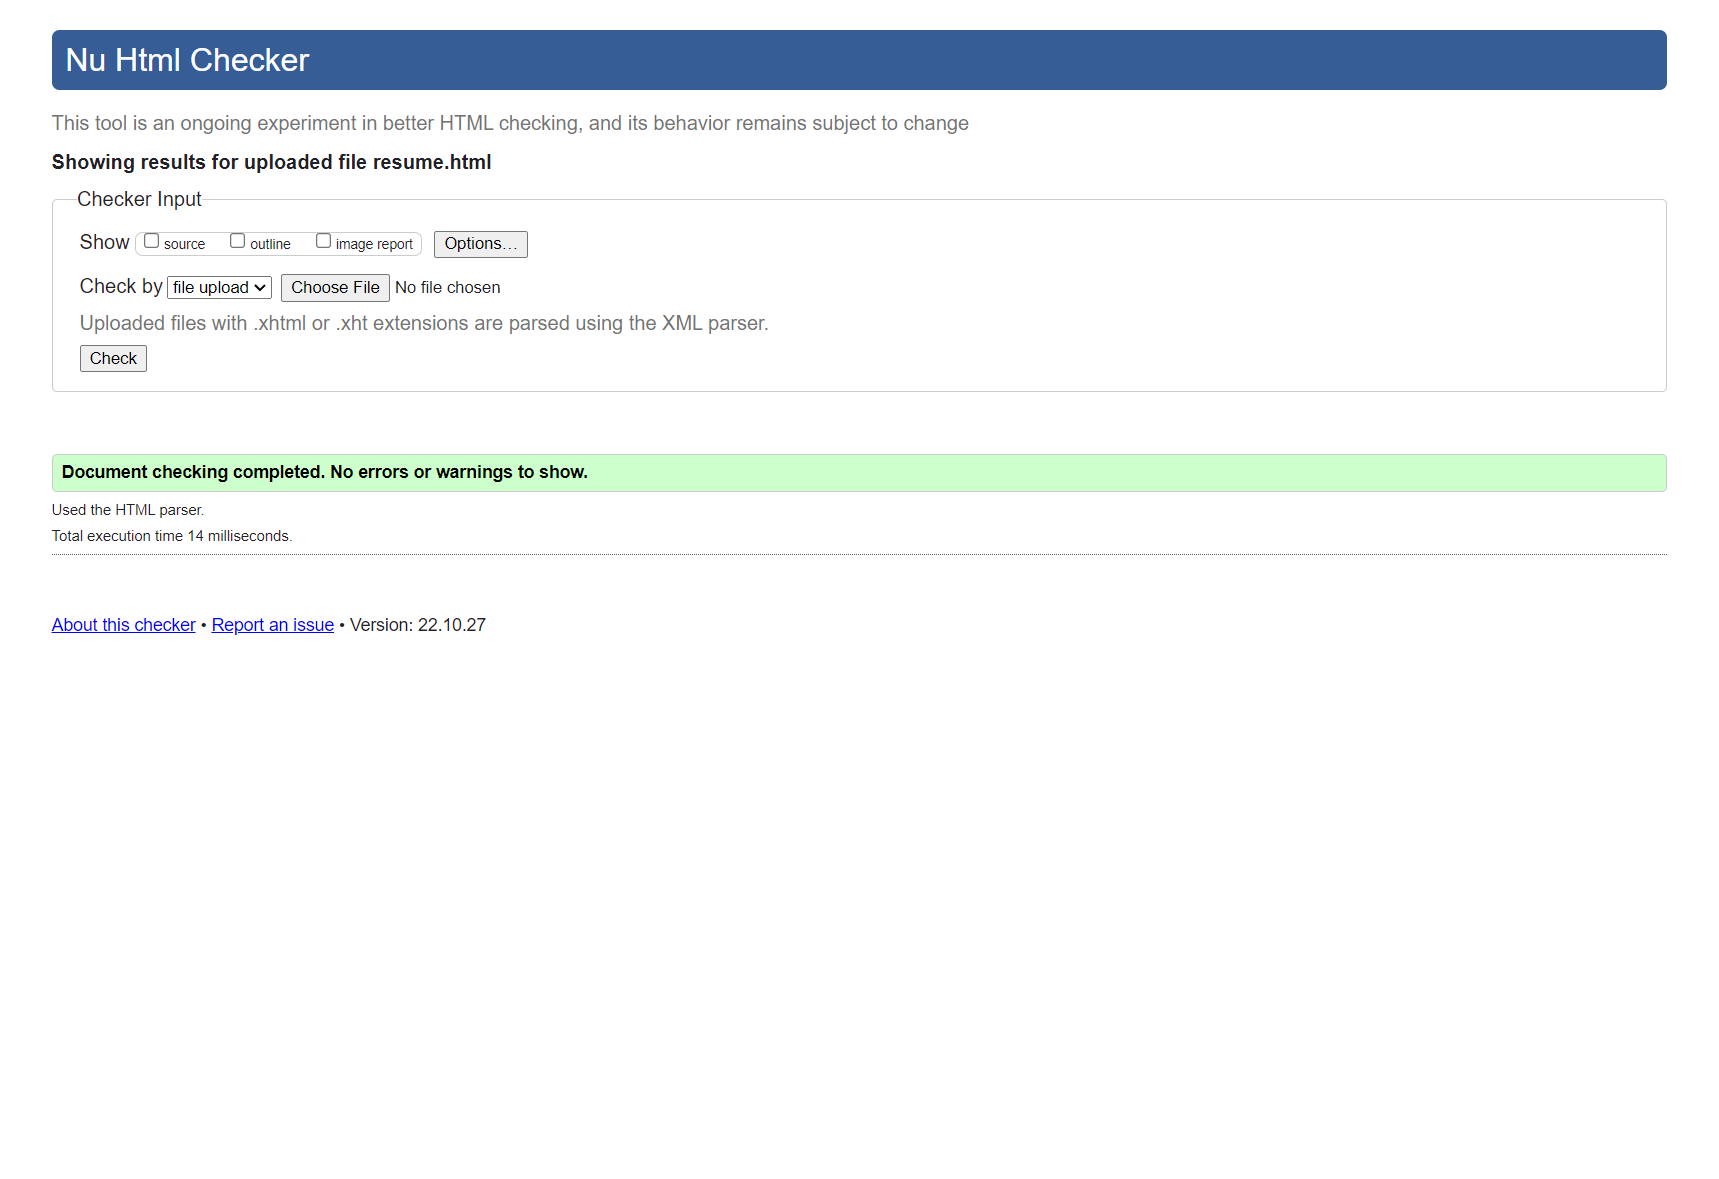 Nu Html Checker
This tool is an ongoing experiment in better HTML checking, and its behavior remains subject to change
Showing results for uploaded file resume.html
Checker Input
Show source outline image report Options...
Check by file upload Choose File No file chosen
Uploaded files with .xhtml or .xht extensions are parsed using the XML parser.
Check
Document checking completed. No errors or warnings to show.
Used the HTML parser.
Total execution time 14 milliseconds.
About this checker • Report an issue • Version: 22.10.27